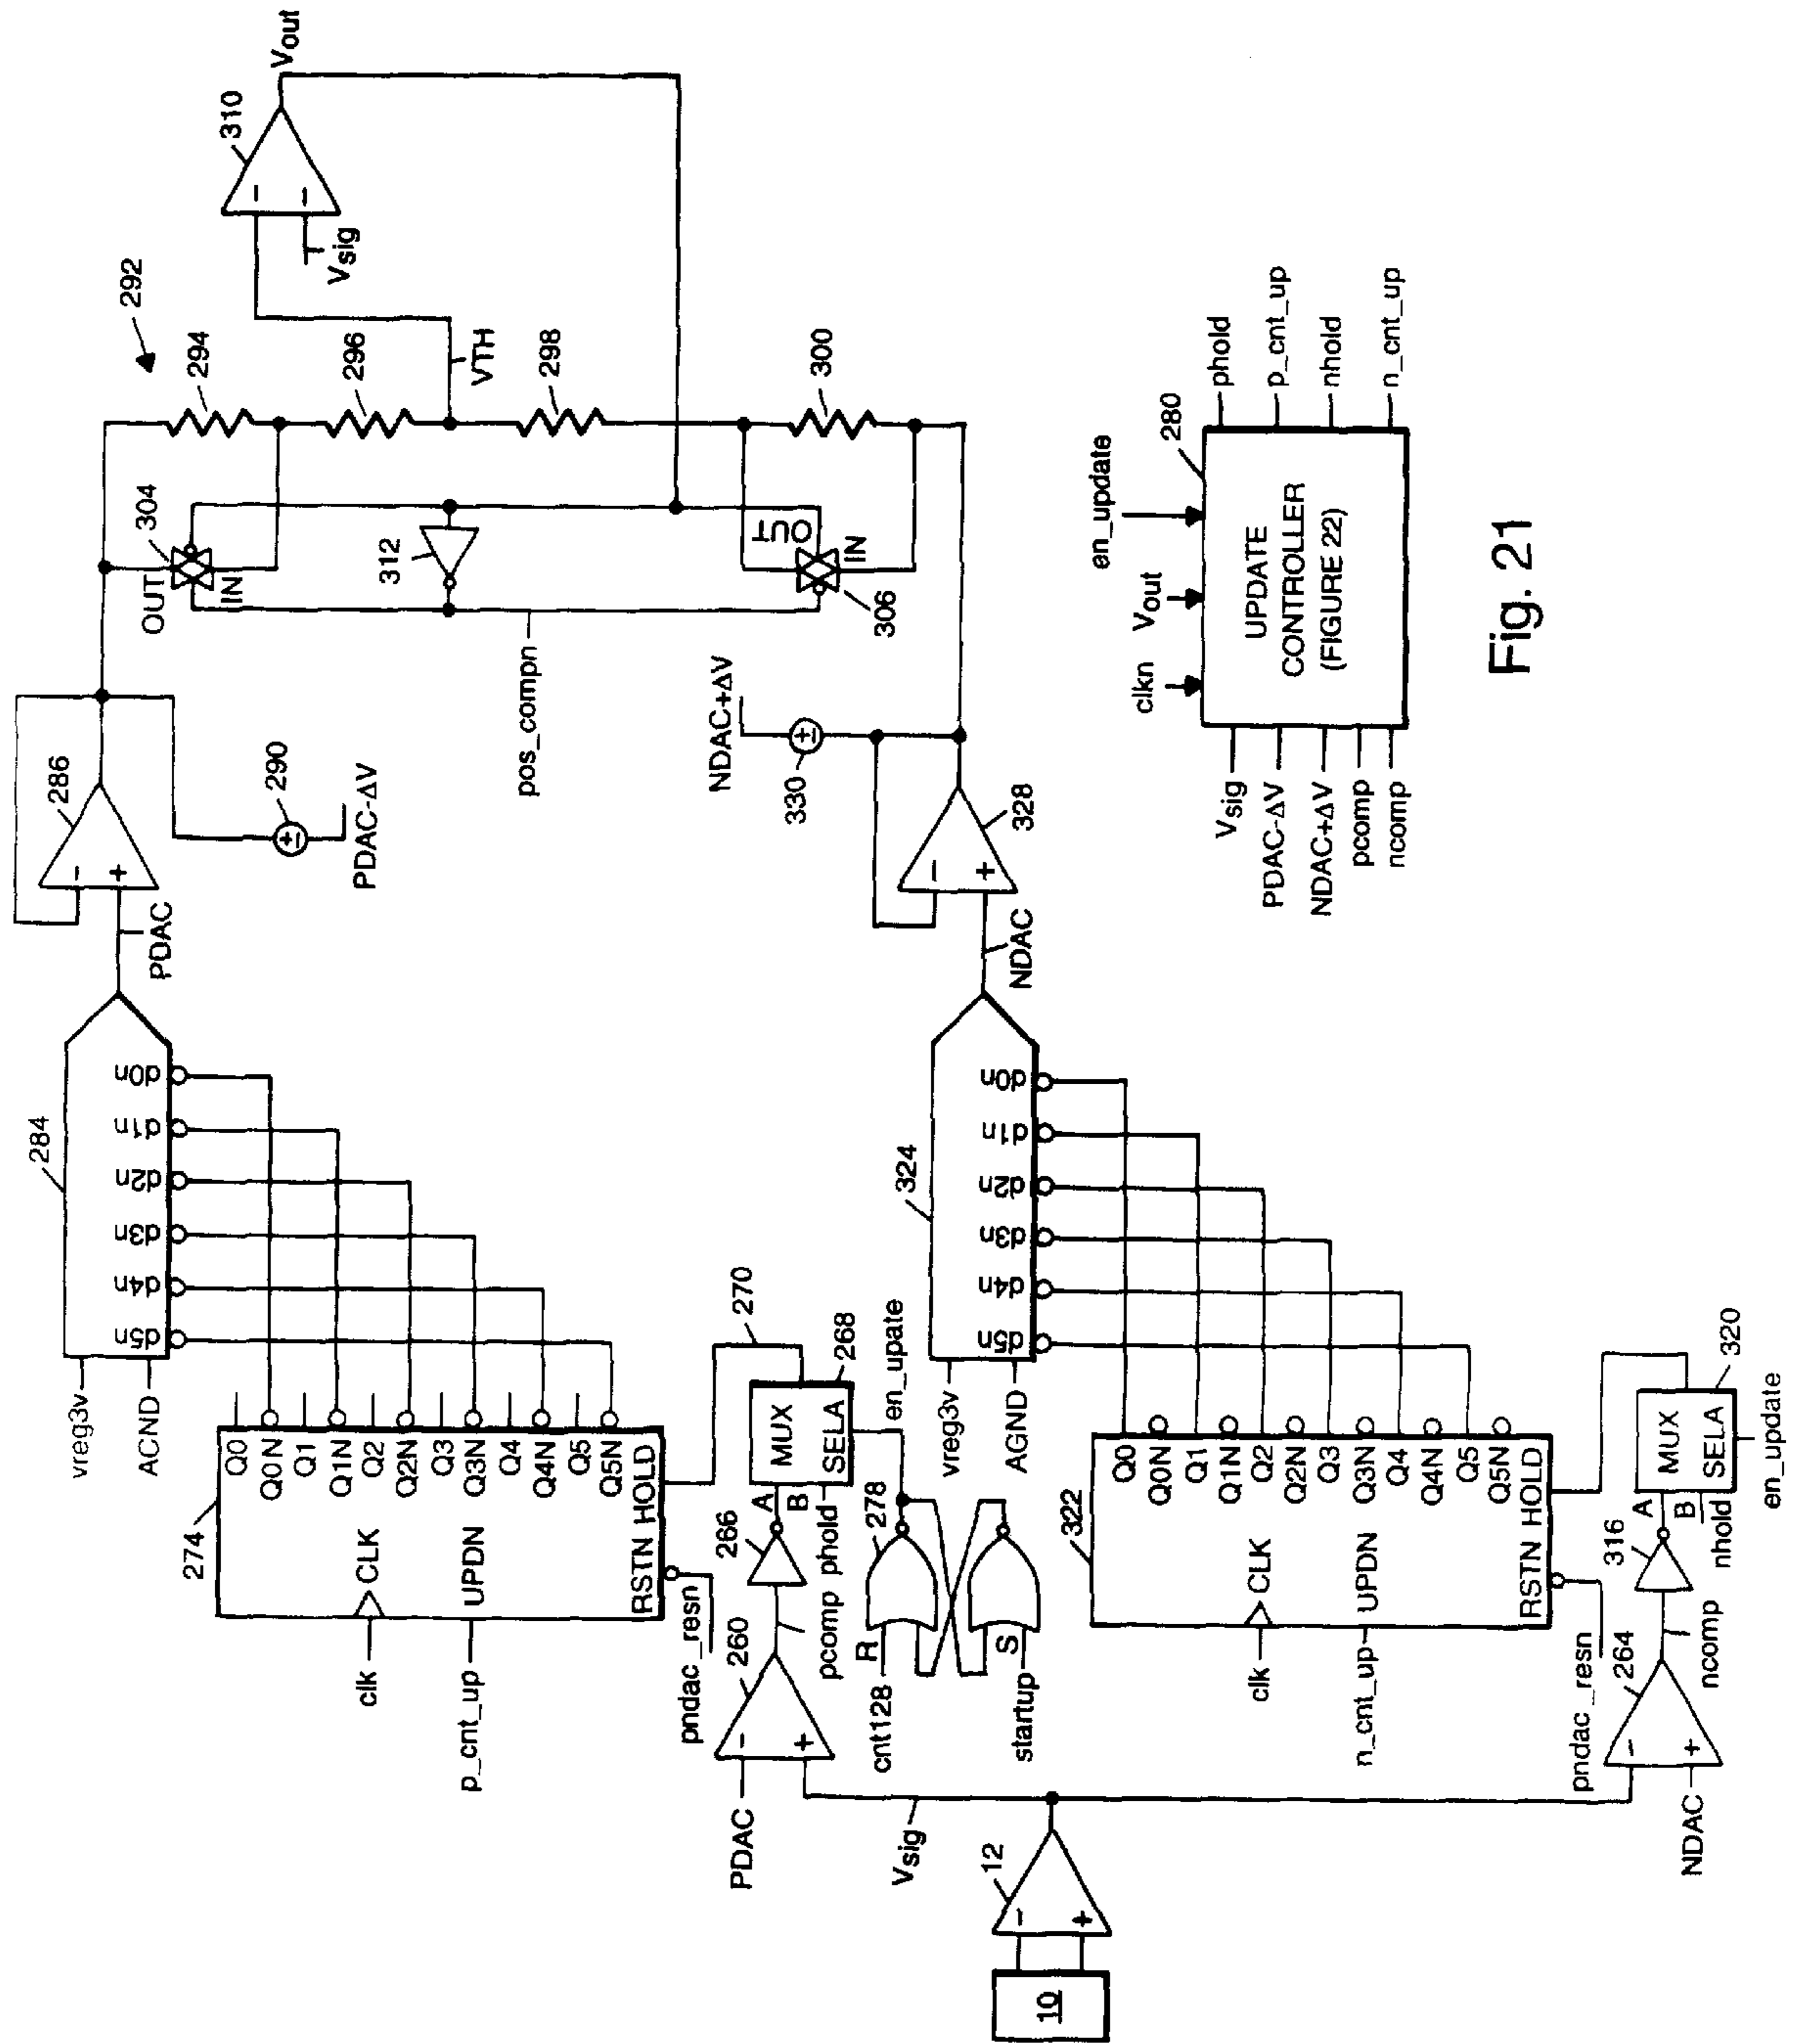 10
12
Vsig
PDAC
NDAC
-
+
260
-
+
264
pcomp
ncomp
266
A
B
phold
MUX
SELA
268
270
R
cnt128
278
S
startup
en_upate
316
A
B
nhold
MUX
SELA
320
en_update
274
clk
CLK
p_cnt_up
UPDN
pndac_resn
RSTN
HOLD
Q0
Q0N
Q1
Q1N
Q2
Q2N
Q3
Q3N
Q4
Q4N
Q5
Q5N
322
clk
CLK
n_cnt_up
UPDN
pndac_resn
RSTN
HOLD
Q0
Q0N
Q1
Q1N
Q2
Q2N
Q3
Q3N
Q4
Q4N
Q5
Q5N
vreg3v
ACND
284
d5n
d4n
d3n
d2n
d1n
d0n
PDAC
vreg3v
AGND
324
d5n
d4n
d3n
d2n
d1n
d0n
NDAC
-
+
286
290
±
PDAC-ΔV
-
+
328
330
±
NDAC+ΔV
OUT
304
IN
312
pos_compn
OUT
IN
306
292
294
296
VTH
298
300
-
-
310
Vsig
Vout
clkn
Vout
en_update
280
UPDATE
CONTROLLER
(FIGURE 22)
Vsig
PDAC-ΔV
NDAC+ΔV
pcomp
ncomp
phold
p_cnt_up
nhold
n_cnt_up
Fig. 21